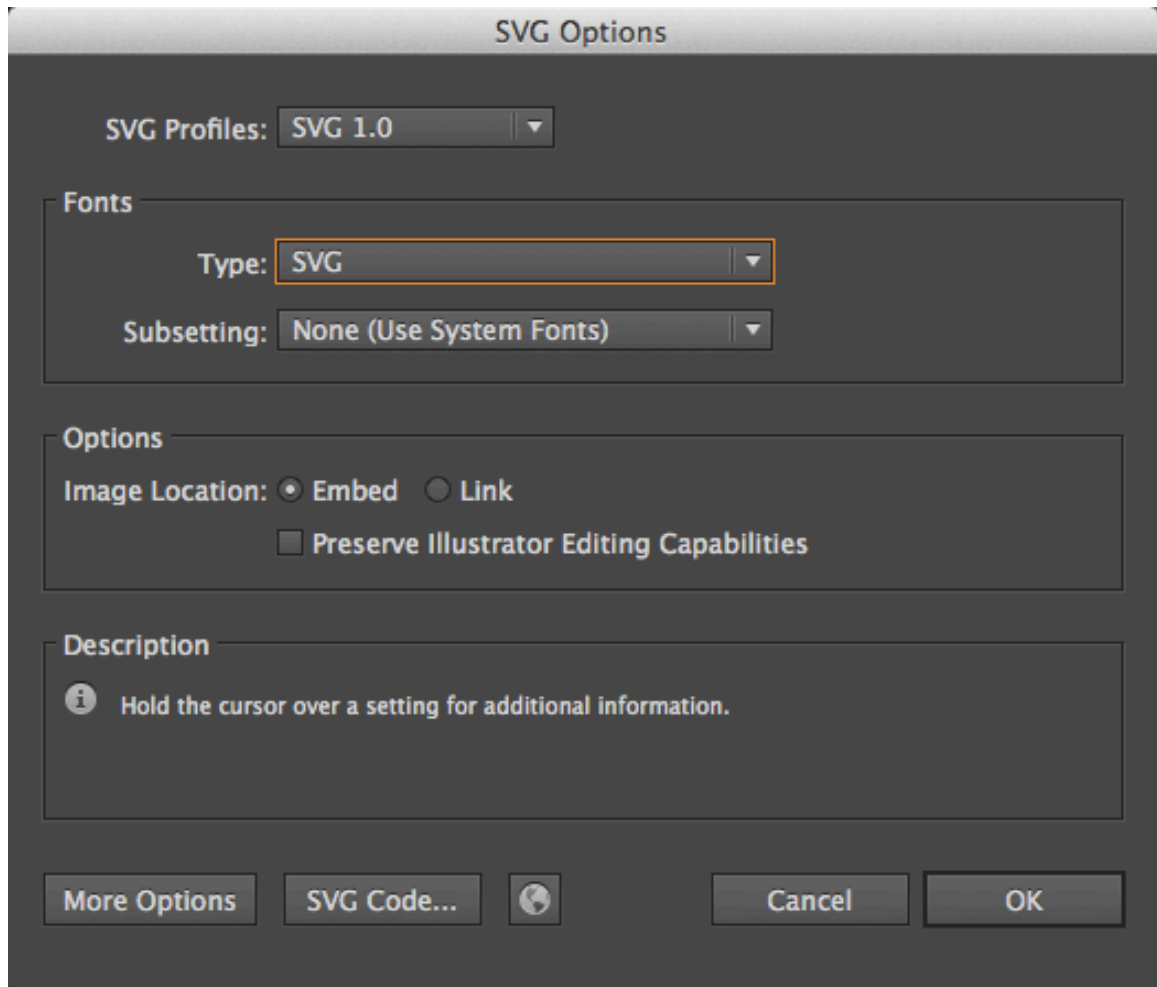 SVG Options
SVG Profiles: SVG 1.0
Fonts
Type: SVG
Subsetting: None (Use System Fonts)
Options
Image Location: Embed Link
Preserve Illustrator Editing Capabilities
Description
Hold the cursor over a setting for additional information.
More Options SVG Code... Cancel OK